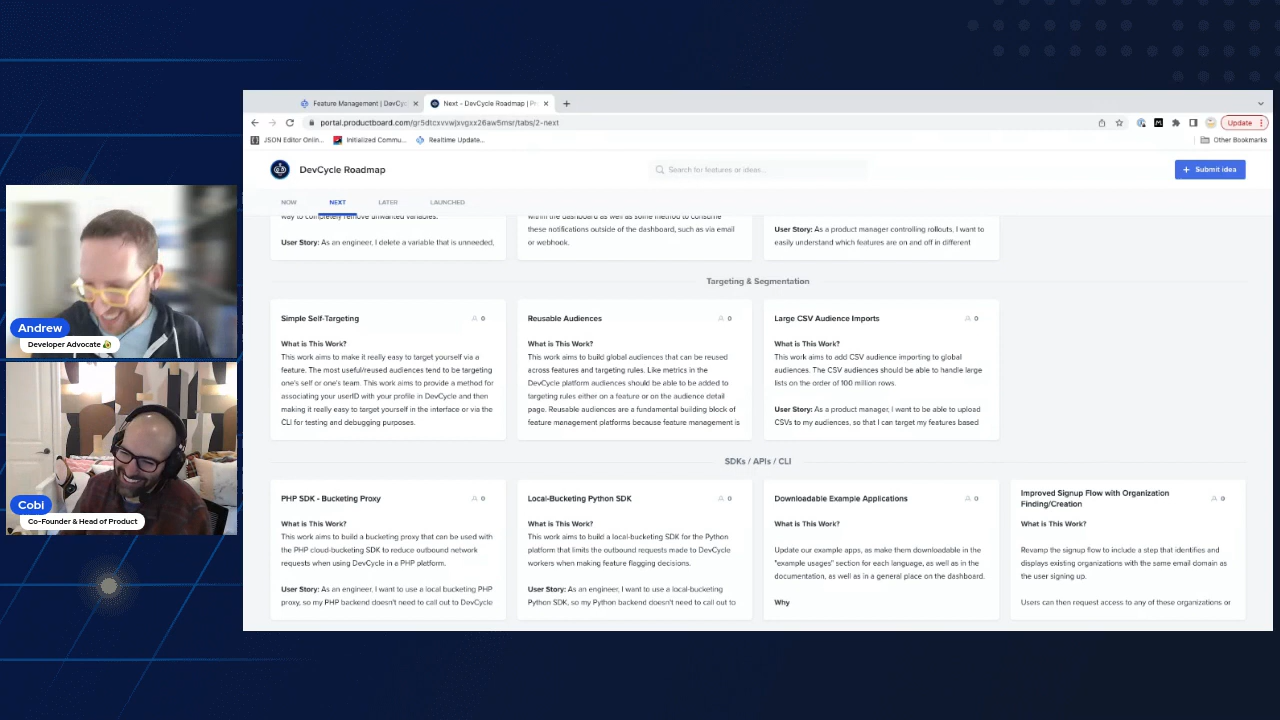 Feature Management | DevCyc
Next - DevCycle Roadmap | Pr
portal.productboard.com/gr5dtcxvvwjxvgxx26aw5msr/tabs/2-next
Update
JSON Editor Onlin...
Initialized Commu...
Realtime Update...
Other Bookmarks
DevCycle Roadmap
Search for features or ideas...
+ Submit idea
NOW
NEXT
LATER
LAUNCHED
way to completely remove unwanted variables.
User Story: As an engineer, I delete a variable that is unneeded,
within the dashboard as well as some method to consume
these notifications outside of the dashboard, such as via email
or webhook.
User Story: As a product manager controlling rollouts, I want to
easily understand which features are on and off in different
Targeting & Segmentation
Simple Self-Targeting
0
What is This Work?
This work aims to make it really easy to target yourself via a
feature. The most useful/reused audiences tend to be targeting
one's self or one's team. This work aims to provide a method for
associating your userID with your profile in DevCycle and then
making it really easy to target yourself in the interface or via the
CLI for testing and debugging purposes.
Reusable Audiences
0
What is This Work?
This work aims to build global audiences that can be reused
across features and targeting rules. Like metrics in the
DevCycle platform audiences should be able to be added to
targeting rules either on a feature or on the audience detail
page. Reusable audiences are a fundamental building block of
feature management platforms because feature management is
Large CSV Audience Imports
0
What is This Work?
This work aims to add CSV audience importing to global
audiences. The CSV audiences should be able to handle large
lists on the order of 100 million rows.
User Story: As a product manager, I want to be able to upload
CSVs to my audiences, so that I can target my features based
SDKs / APIs / CLI
PHP SDK - Bucketing Proxy
0
What is This Work?
This work aims to build a bucketing proxy that can be used with
the PHP cloud-bucketing SDK to reduce outbound network
requests when using DevCycle in a PHP platform.
User Story: As an engineer, I want to use a local bucketing PHP
proxy, so my PHP backend doesn't need to call out to DevCycle
Local-Bucketing Python SDK
0
What is This Work?
This work aims to build a local-bucketing SDK for the Python
platform that limits the outbound requests made to DevCycle
workers when making feature flagging decisions.
User Story: As an engineer, I want to use a local-bucketing
Python SDK, so my Python backend doesn't need to call out to
Downloadable Example Applications
0
What is This Work?
Update our example apps, as make them downloadable in the
"example usages" section for each language, as well as in the
documentation, as well as in a general place on the dashboard.
Why
Improved Signup Flow with Organization
Finding/Creation
0
What is This Work?
Revamp the signup flow to include a step that identifies and
displays existing organizations with the same email domain as
the user signing up.
Users can then request access to any of these organizations or
Andrew
Developer Advocate
Cobi
Co-Founder & Head of Product